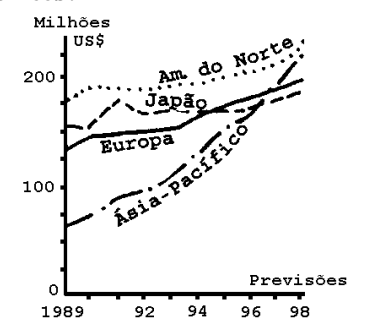 Milhões
US$
Am. do Norte
200
Japão
Europa
100
Ásia-Pacífico
0
Previsões
1989
92
94
96
98